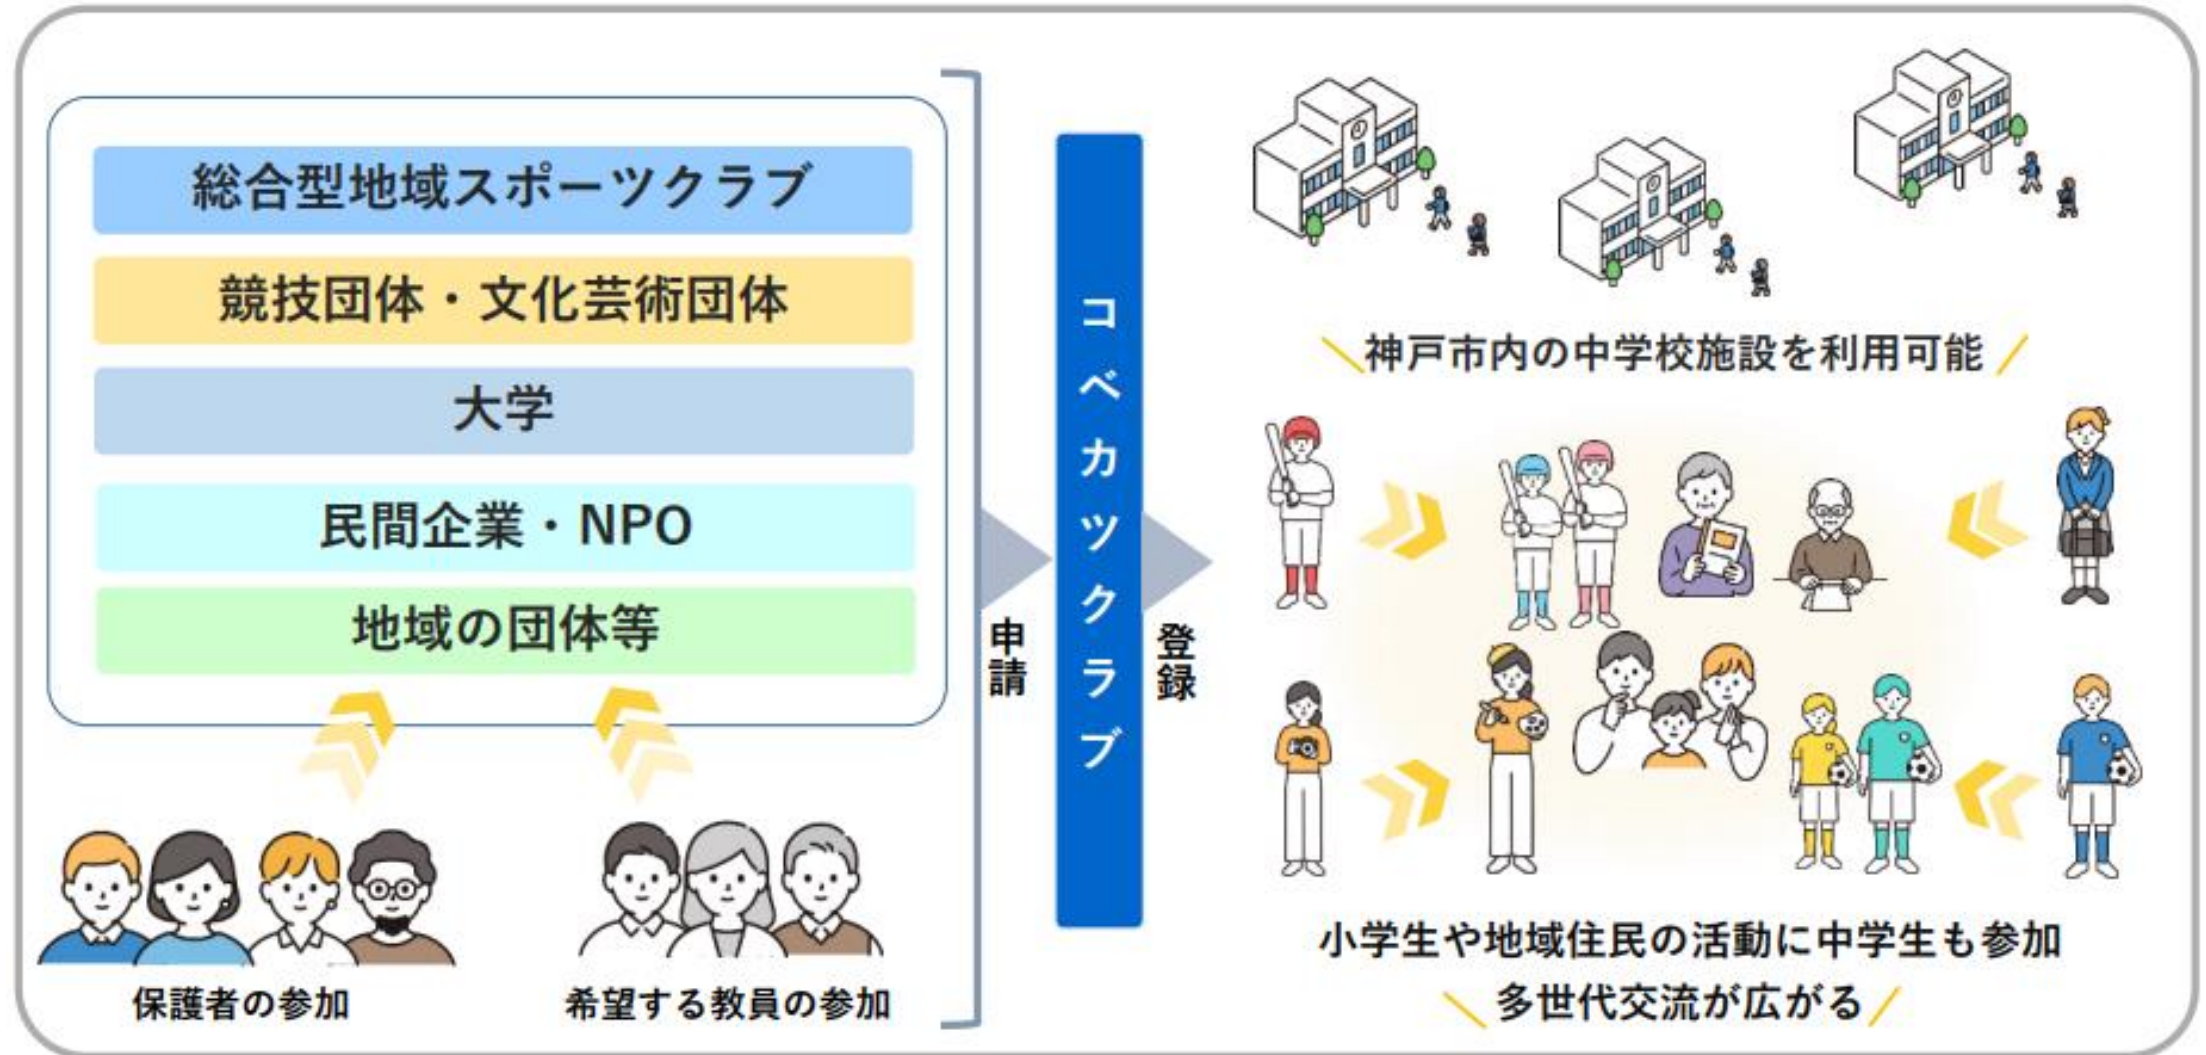 総合型地域スポーツクラブ
競技団体・文化芸術団体
大学
民間企業・NPO
地域の団体等
保護者の参加
希望する教員の参加
申請
コベカツクラブ
登録
神戸市内の中学校施設を利用可能
小学生や地域住民の活動に中学生も参加
多世代交流が広がる